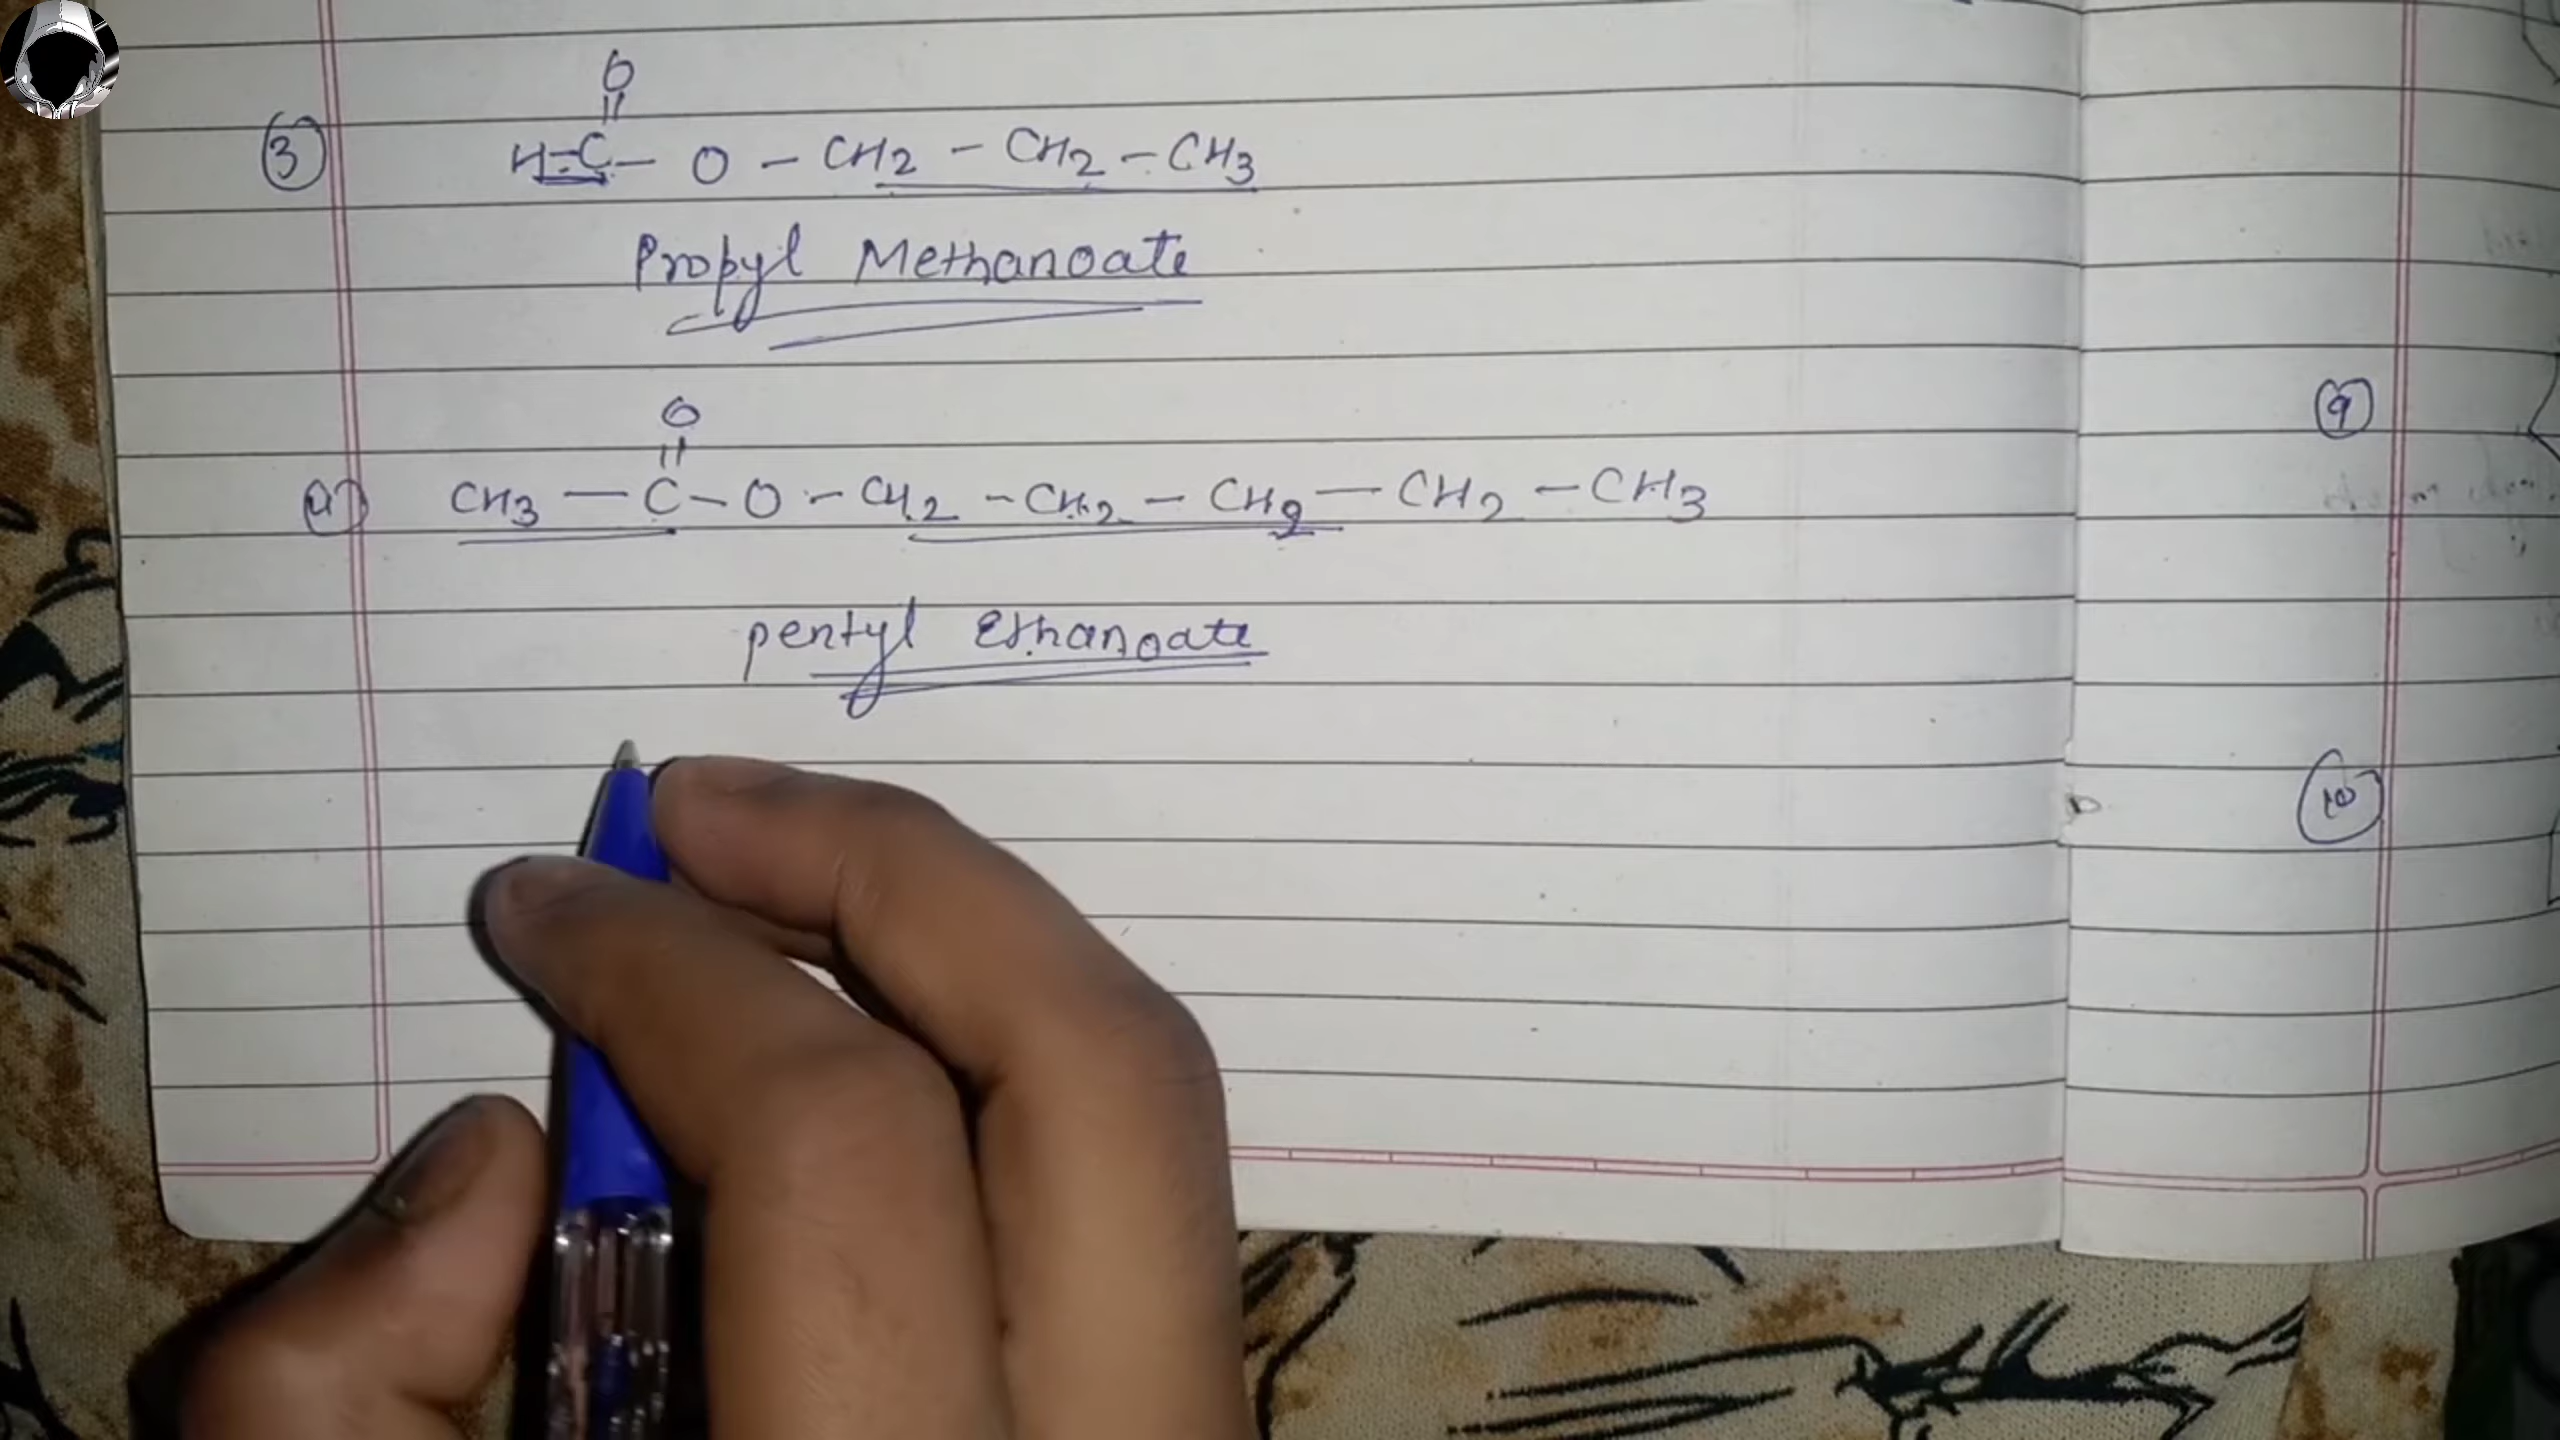 O
||
③ H-C- O - CH2 - CH2 - CH3
Propyl Methanoate
O
||
④ CH3 — C - O - CH2 - CH2 - CH2 — CH2 - CH3
pentyl Ethanoate
⑨
⑩